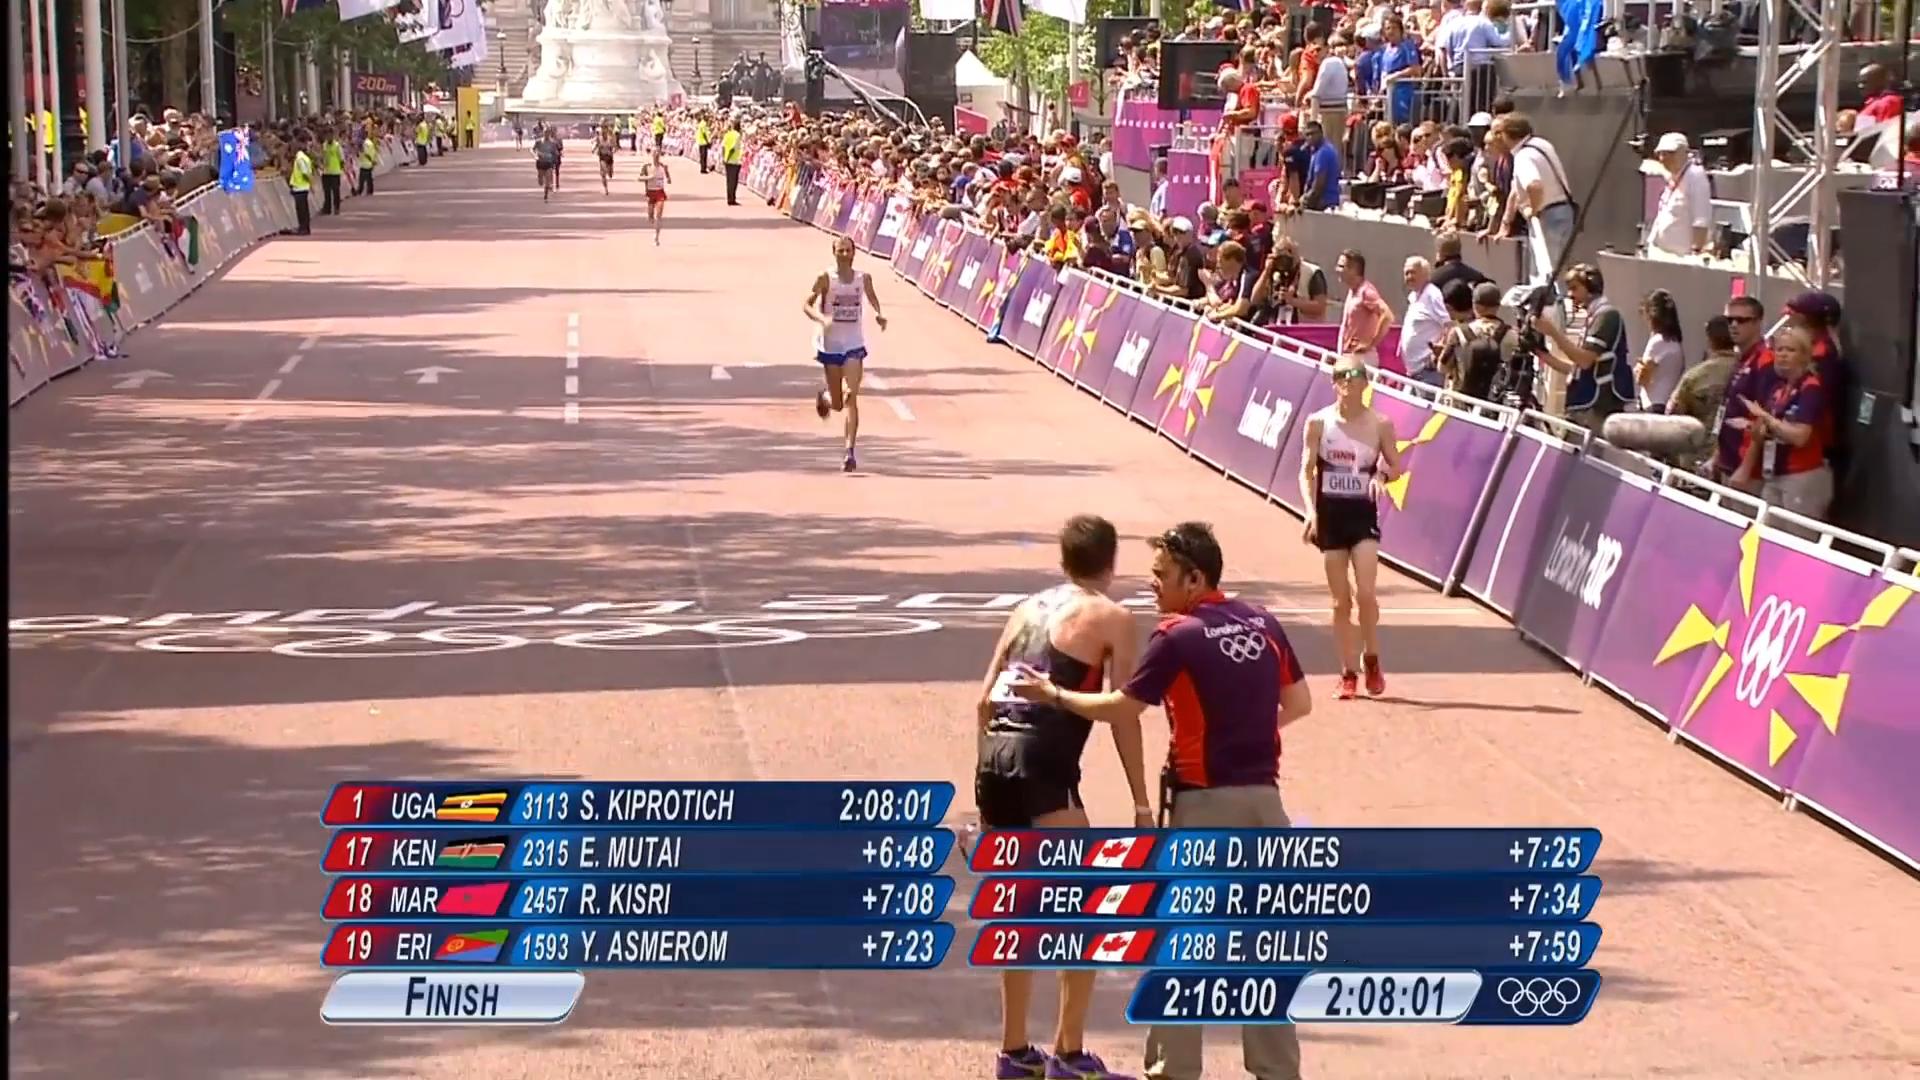 200m
GILLIS
London 2012
London 2012
London 2012
London 2012
1 UGA 3113 S. KIPROTICH 2:08:01
17 KEN 2315 E. MUTAI +6:48
18 MAR 2457 R. KISRI +7:08
19 ERI 1593 Y. ASMEROM +7:23
20 CAN 1304 D. WYKES +7:25
21 PER 2629 R. PACHECO +7:34
22 CAN 1288 E. GILLIS +7:59
FINISH
2:16:00 2:08:01